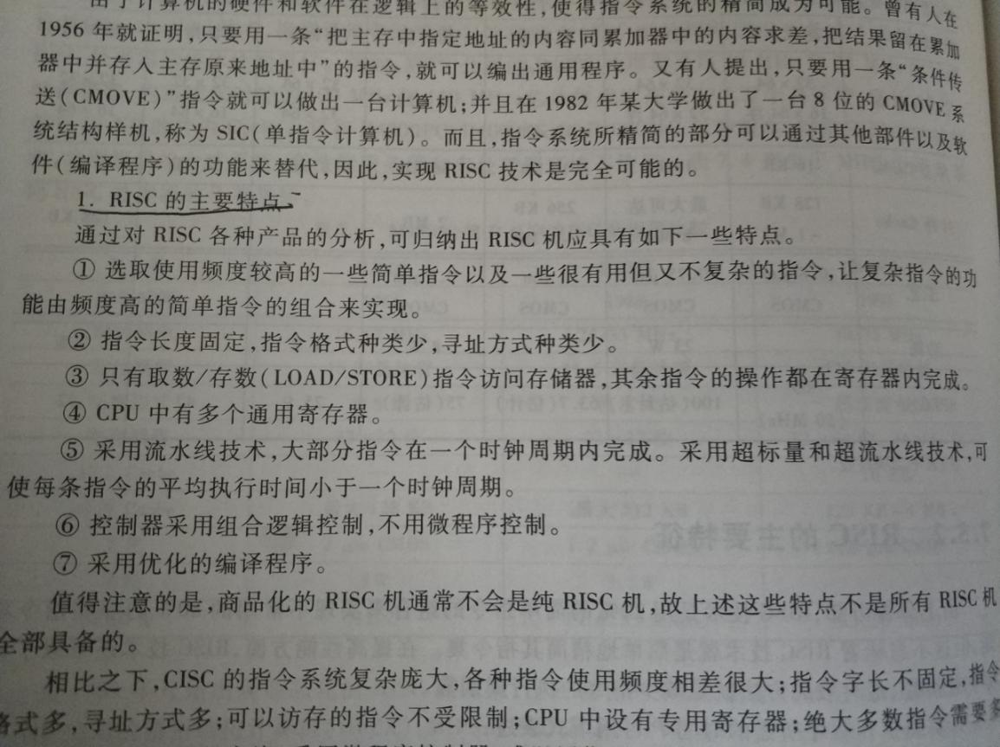 由于计算机的硬件和软件在逻辑上的等效性,使得指令系统的精简成为可能。曾有人在
1956 年就证明,只要用一条“把主存中指定地址的内容同累加器中的内容求差,把结果留在累加
器中并存入主存原来地址中”的指令,就可以编出通用程序。又有人提出,只要用一条“条件传
送(CMOVE)”指令就可以做出一台计算机;并且在 1982 年某大学做出了一台 8 位的 CMOVE 系
统结构样机,称为 SIC(单指令计算机)。而且,指令系统所精简的部分可以通过其他部件以及软
件(编译程序)的功能来替代,因此,实现 RISC 技术是完全可能的。
1. RISC 的主要特点
通过对 RISC 各种产品的分析,可归纳出 RISC 机应具有如下一些特点。
① 选取使用频度较高的一些简单指令以及一些很有用但又不复杂的指令,让复杂指令的功
能由频度高的简单指令的组合来实现。
② 指令长度固定,指令格式种类少,寻址方式种类少。
③ 只有取数/存数(LOAD/STORE)指令访问存储器,其余指令的操作都在寄存器内完成。
④ CPU 中有多个通用寄存器。
⑤ 采用流水线技术,大部分指令在一个时钟周期内完成。采用超标量和超流水线技术,可
使每条指令的平均执行时间小于一个时钟周期。
⑥ 控制器采用组合逻辑控制,不用微程序控制。
⑦ 采用优化的编译程序。
值得注意的是,商品化的 RISC 机通常不会是纯 RISC 机,故上述这些特点不是所有 RISC 机
全部具备的。
相比之下,CISC 的指令系统复杂庞大,各种指令使用频度相差很大;指令字长不固定,指令
格式多,寻址方式多;可以访存的指令不受限制;CPU 中设有专用寄存器;绝大多数指令需要多